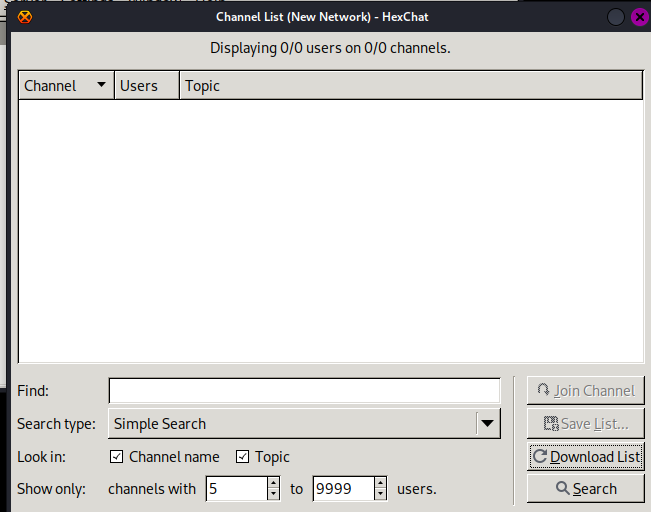 Channel List (New Network) - HexChat
Displaying 0/0 users on 0/0 channels.
Channel Users Topic
Find:
Join Channel
Search type: Simple Search
Save List...
Look in: Channel name Topic
Download List
Show only: channels with 5 to 9999 users.
Search